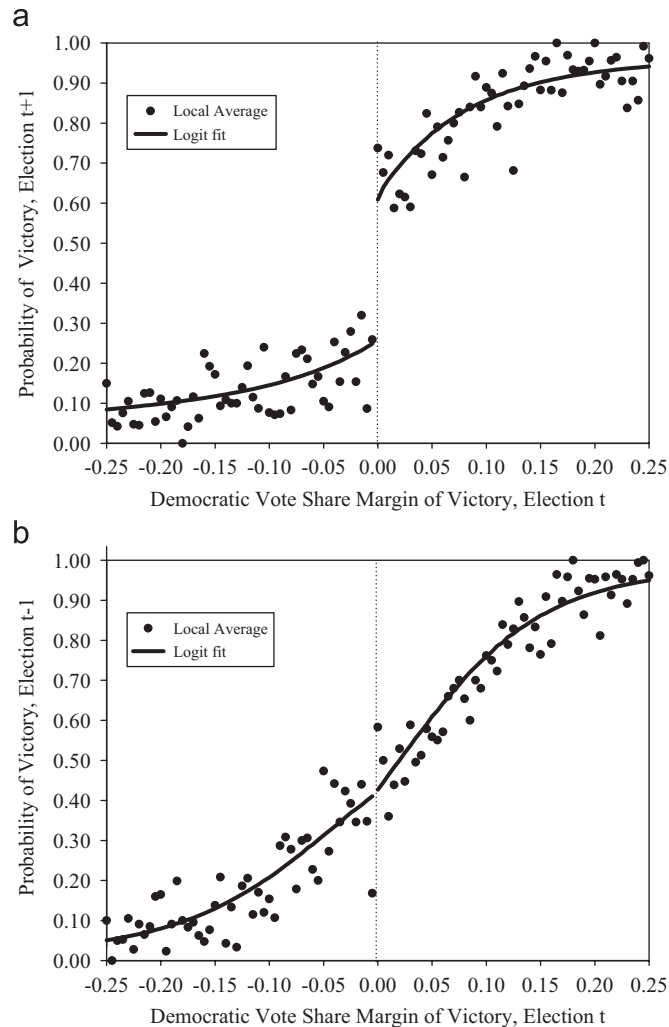 a
Probability of Victory, Election t+1
1.00
0.90
0.80
0.70
0.60
0.50
0.40
0.30
0.20
0.10
0.00
Local Average
Logit fit
-0.25 -0.20 -0.15 -0.10 -0.05 0.00 0.05 0.10 0.15 0.20 0.25
Democratic Vote Share Margin of Victory, Election t
b
Probability of Victory, Election t-1
1.00
0.90
0.80
0.70
0.60
0.50
0.40
0.30
0.20
0.10
0.00
Local Average
Logit fit
-0.25 -0.20 -0.15 -0.10 -0.05 0.00 0.05 0.10 0.15 0.20 0.25
Democratic Vote Share Margin of Victory, Election t